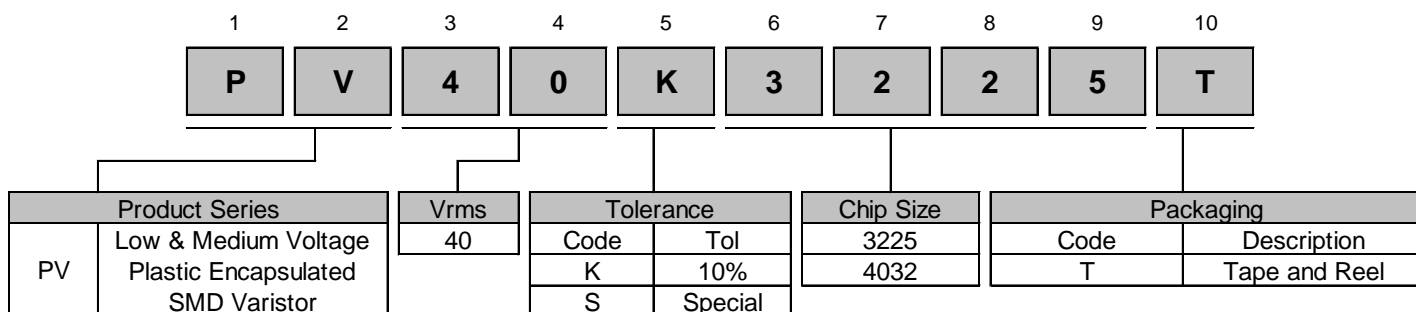 1 2 3 4 5 6 7 8 9 10
P V 4 0 K 3 2 2 5 T
Product Series Vrms Tolerance Chip Size Packaging
Low & Medium Voltage 40 Code Tol 3225 Code Description
PV Plastic Encapsulated K 10% 4032 T Tape and Reel
SMD Varistor S Special